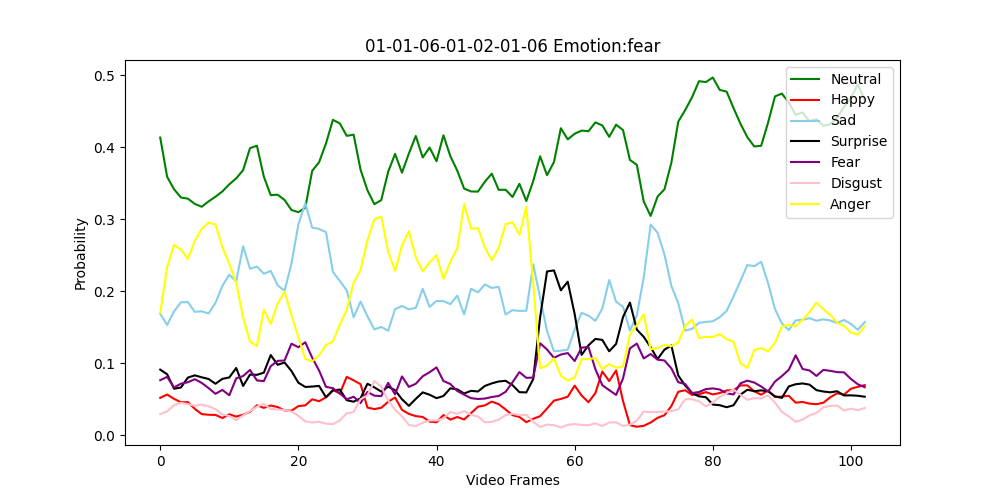 01-01-06-01-02-01-06 Emotion:fear
Probability
0.5
0.4
0.3
0.2
0.1
0.0
0 20 40 60 80 100
Video Frames
Neutral
Happy
Sad
Surprise
Fear
Disgust
Anger